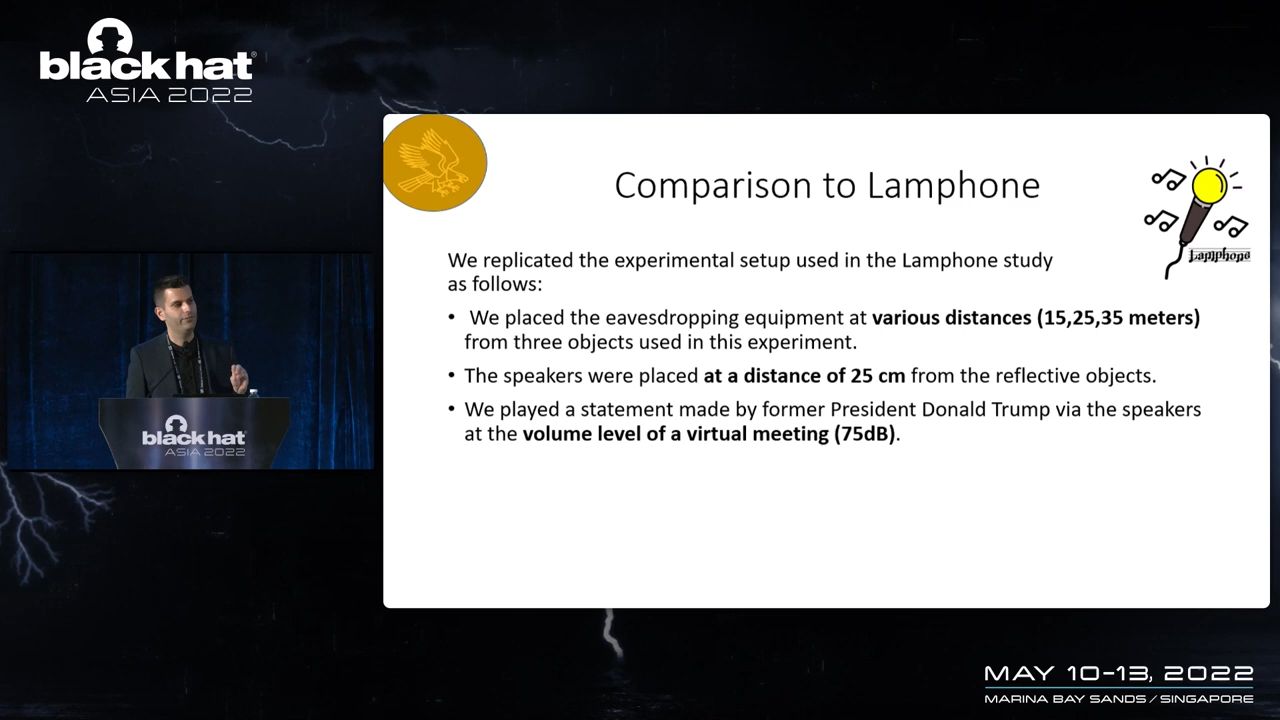 black hat®
ASIA 2022
Comparison to Lamphone
Lamphone
We replicated the experimental setup used in the Lamphone study
as follows:
• We placed the eavesdropping equipment at various distances (15,25,35 meters)
from three objects used in this experiment.
• The speakers were placed at a distance of 25 cm from the reflective objects.
• We played a statement made by former President Donald Trump via the speakers
at the volume level of a virtual meeting (75dB).
black hat
ASIA 2022
MAY 10-13, 2022
MARINA BAY SANDS / SINGAPORE